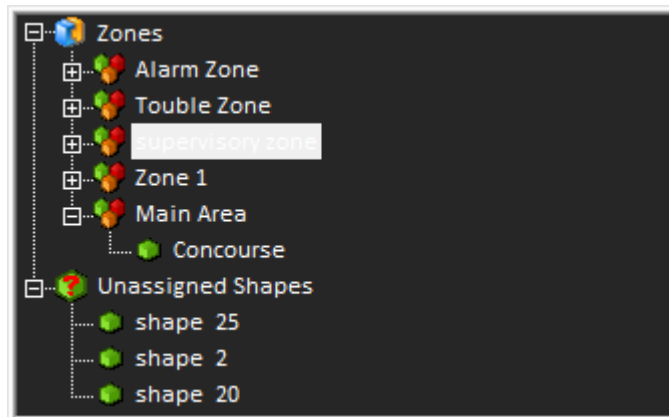 Zones
Alarm Zone
Touble Zone
supervisory zone
Zone 1
Main Area
Concourse
Unassigned Shapes
shape 25
shape 2
shape 20